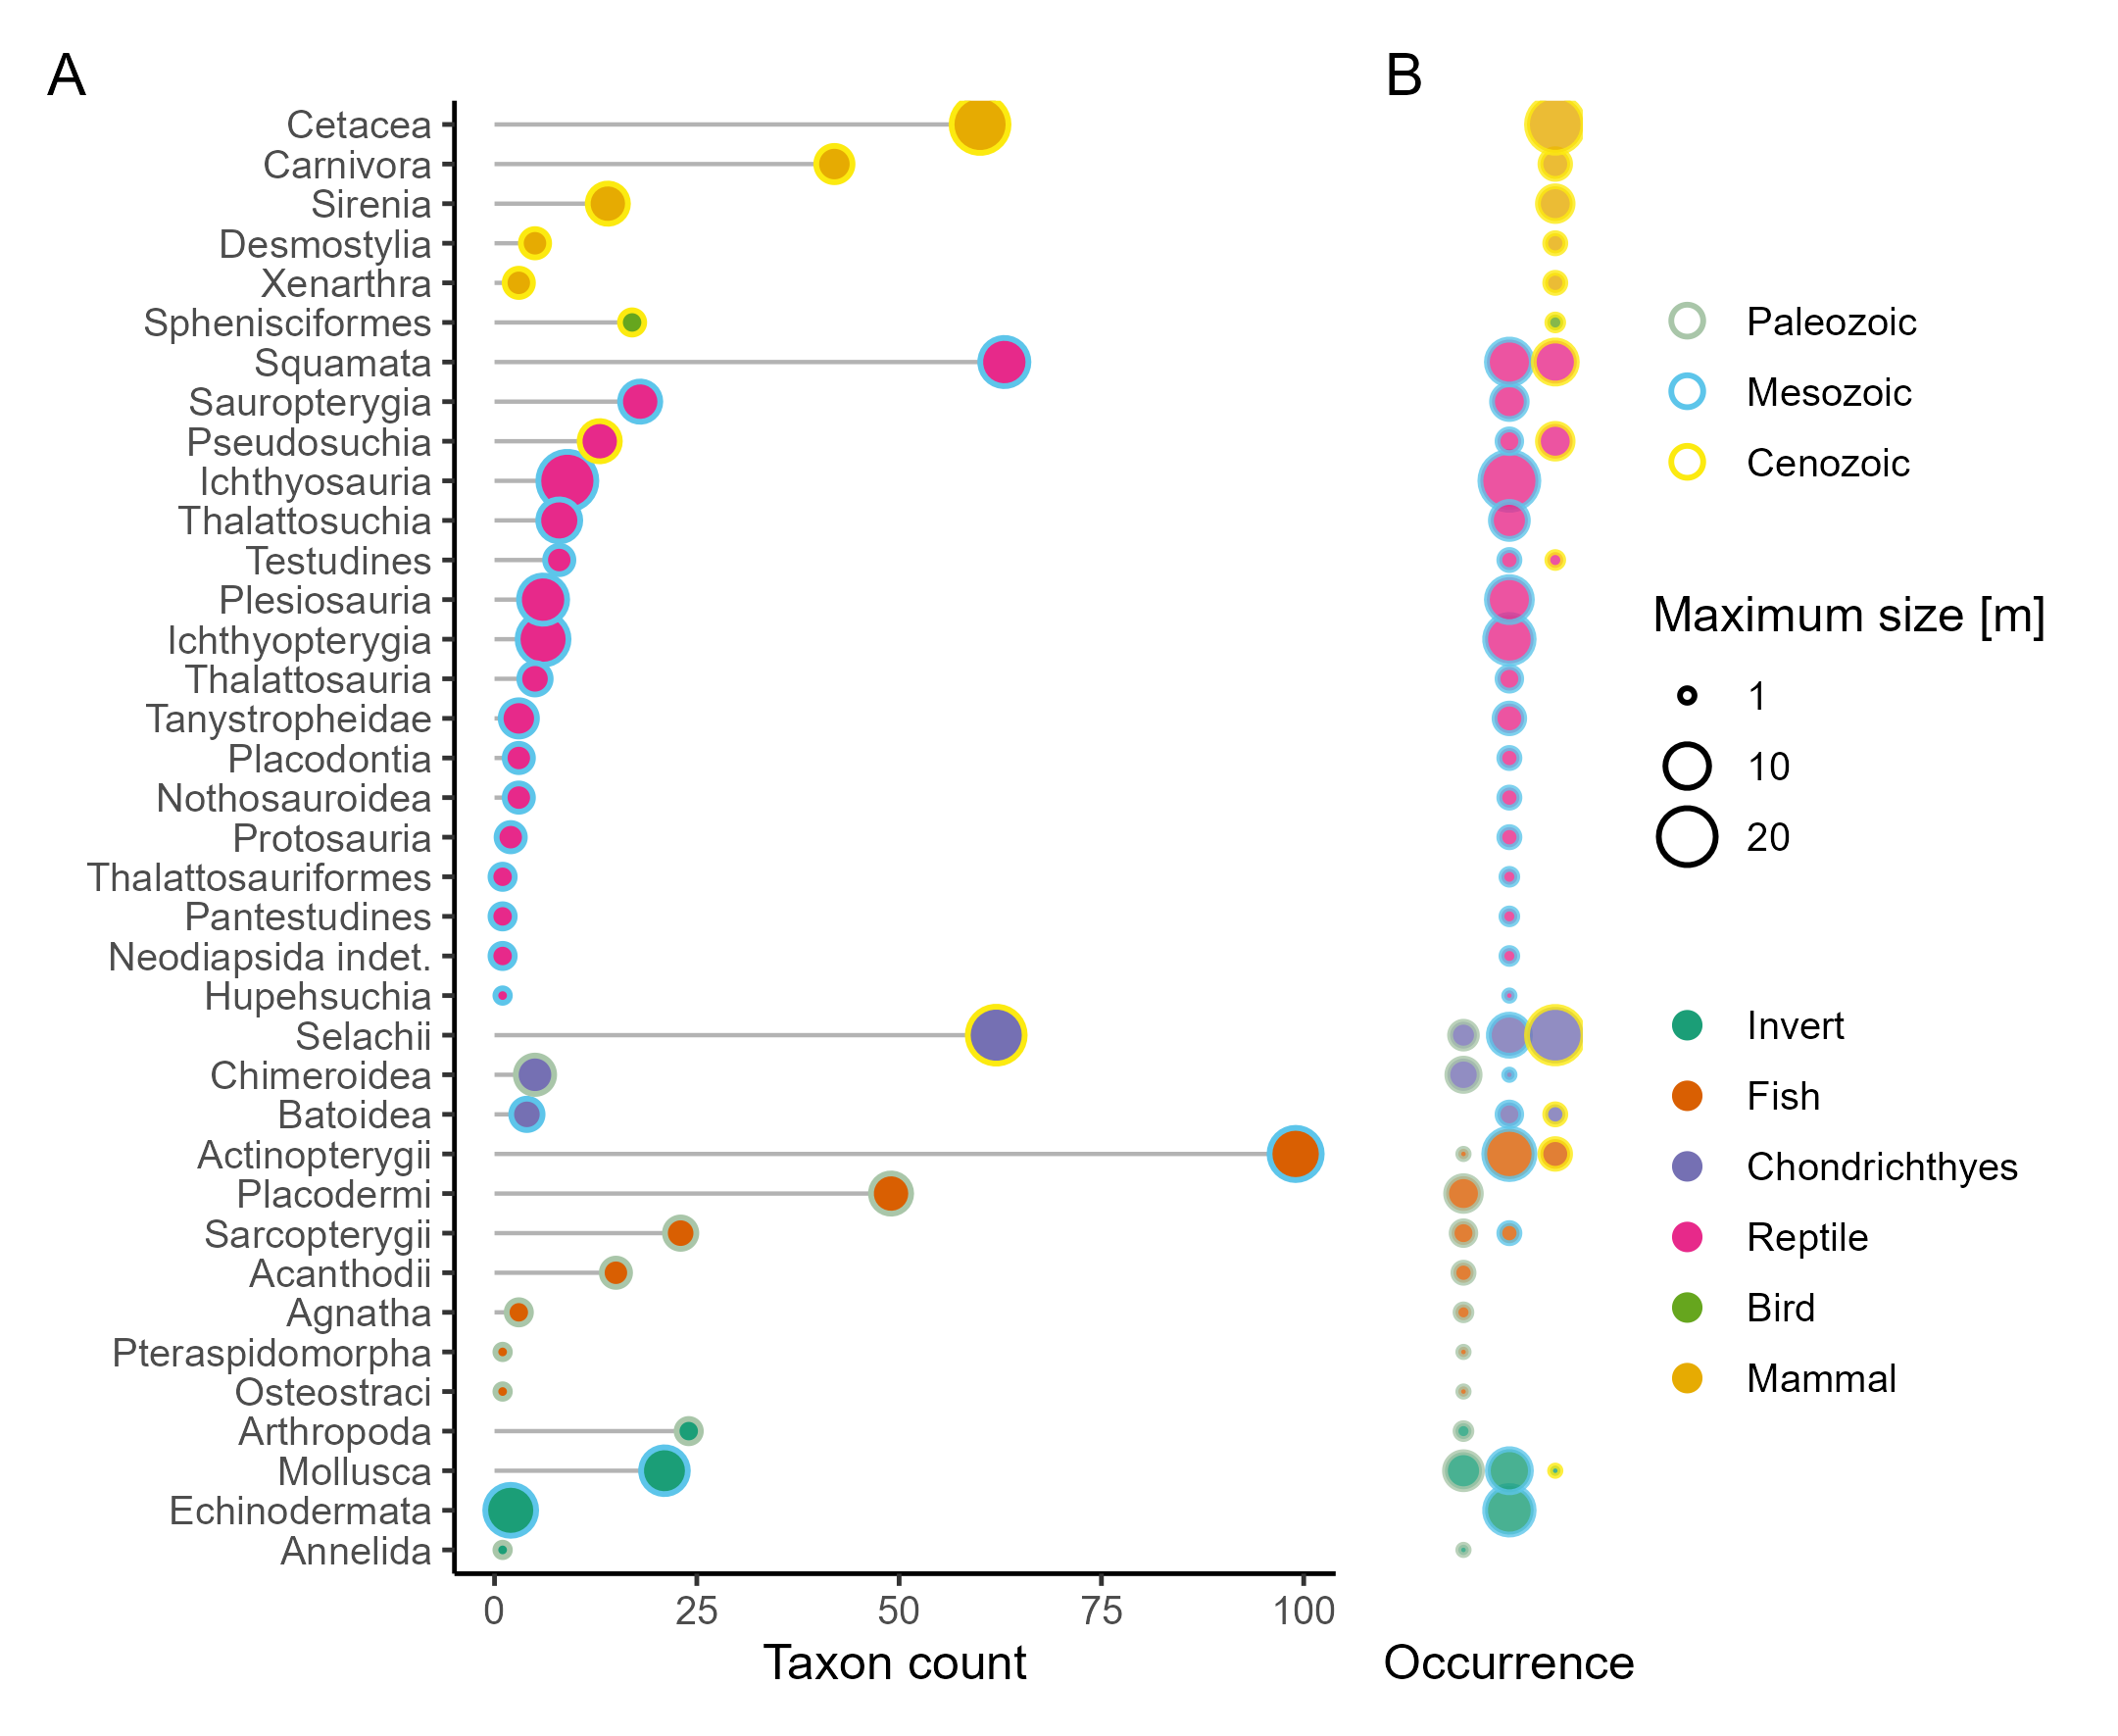 A
B
Cetacea
Carnivora
Sirenia
Desmostylia
Xenarthra
Sphenisciformes
Squamata
Sauropterygia
Pseudosuchia
Ichthyosauria
Thalattosuchia
Testudines
Plesiosauria
Ichthyopterygia
Thalattosauria
Tanystropheidae
Placodontia
Nothosauroidea
Protosauria
Thalattosauriformes
Pantestudines
Neodiapsida indet.
Hupehsuchia
Selachii
Chimeroidea
Batoidea
Actinopterygii
Placodermi
Sarcopterygii
Acanthodii
Agnatha
Pteraspidomorpha
Osteostraci
Arthropoda
Mollusca
Echinodermata
Annelida
0 25 50 75 100
Taxon count
Occurrence
Paleozoic
Mesozoic
Cenozoic
Maximum size [m]
1
10
20
Invert
Fish
Chondrichthyes
Reptile
Bird
Mammal